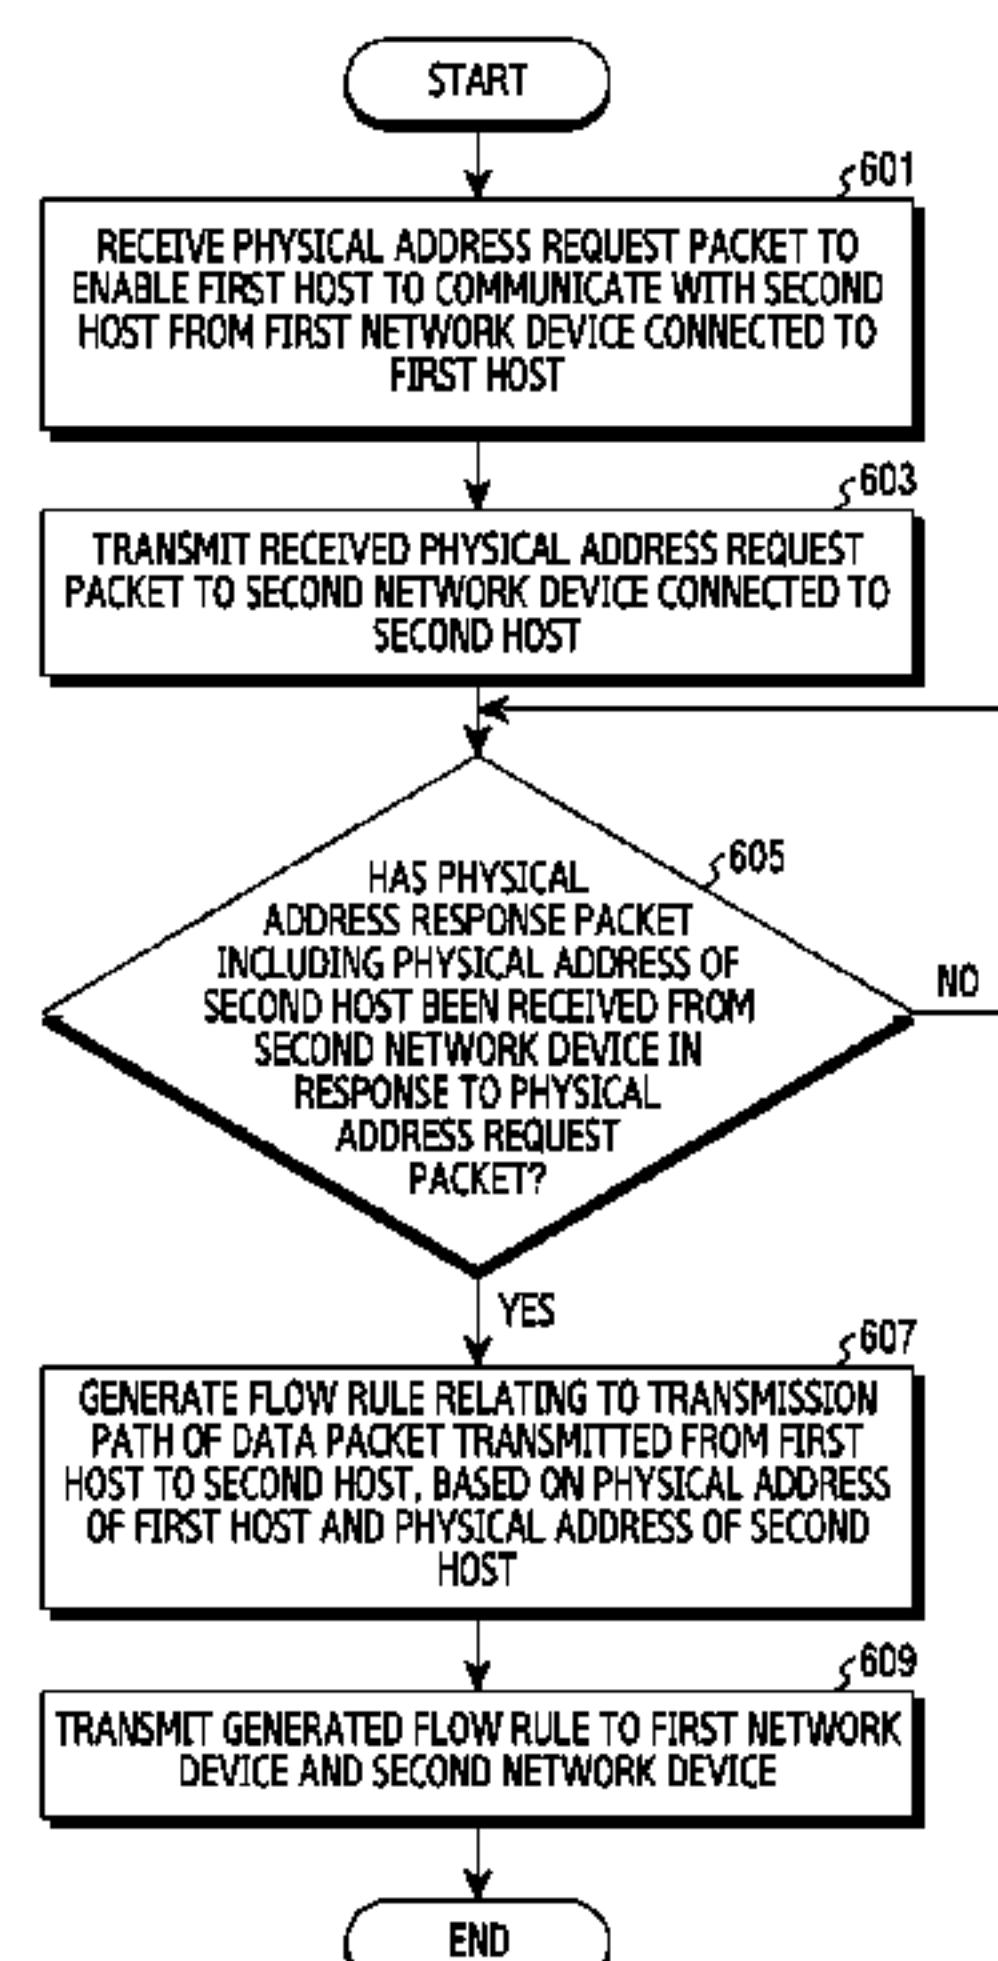 START
601
RECEIVE PHYSICAL ADDRESS REQUEST PACKET TO
ENABLE FIRST HOST TO COMMUNICATE WITH SECOND
HOST FROM FIRST NETWORK DEVICE CONNECTED TO
FIRST HOST
603
TRANSMIT RECEIVED PHYSICAL ADDRESS REQUEST
PACKET TO SECOND NETWORK DEVICE CONNECTED TO
SECOND HOST
605
HAS PHYSICAL
ADDRESS RESPONSE PACKET
INCLUDING PHYSICAL ADDRESS OF
SECOND HOST BEEN RECEIVED FROM
SECOND NETWORK DEVICE IN
RESPONSE TO PHYSICAL
ADDRESS REQUEST
PACKET?
NO
YES
607
GENERATE FLOW RULE RELATING TO TRANSMISSION
PATH OF DATA PACKET TRANSMITTED FROM FIRST
HOST TO SECOND HOST, BASED ON PHYSICAL ADDRESS
OF FIRST HOST AND PHYSICAL ADDRESS OF SECOND
HOST
609
TRANSMIT GENERATED FLOW RULE TO FIRST NETWORK
DEVICE AND SECOND NETWORK DEVICE
END